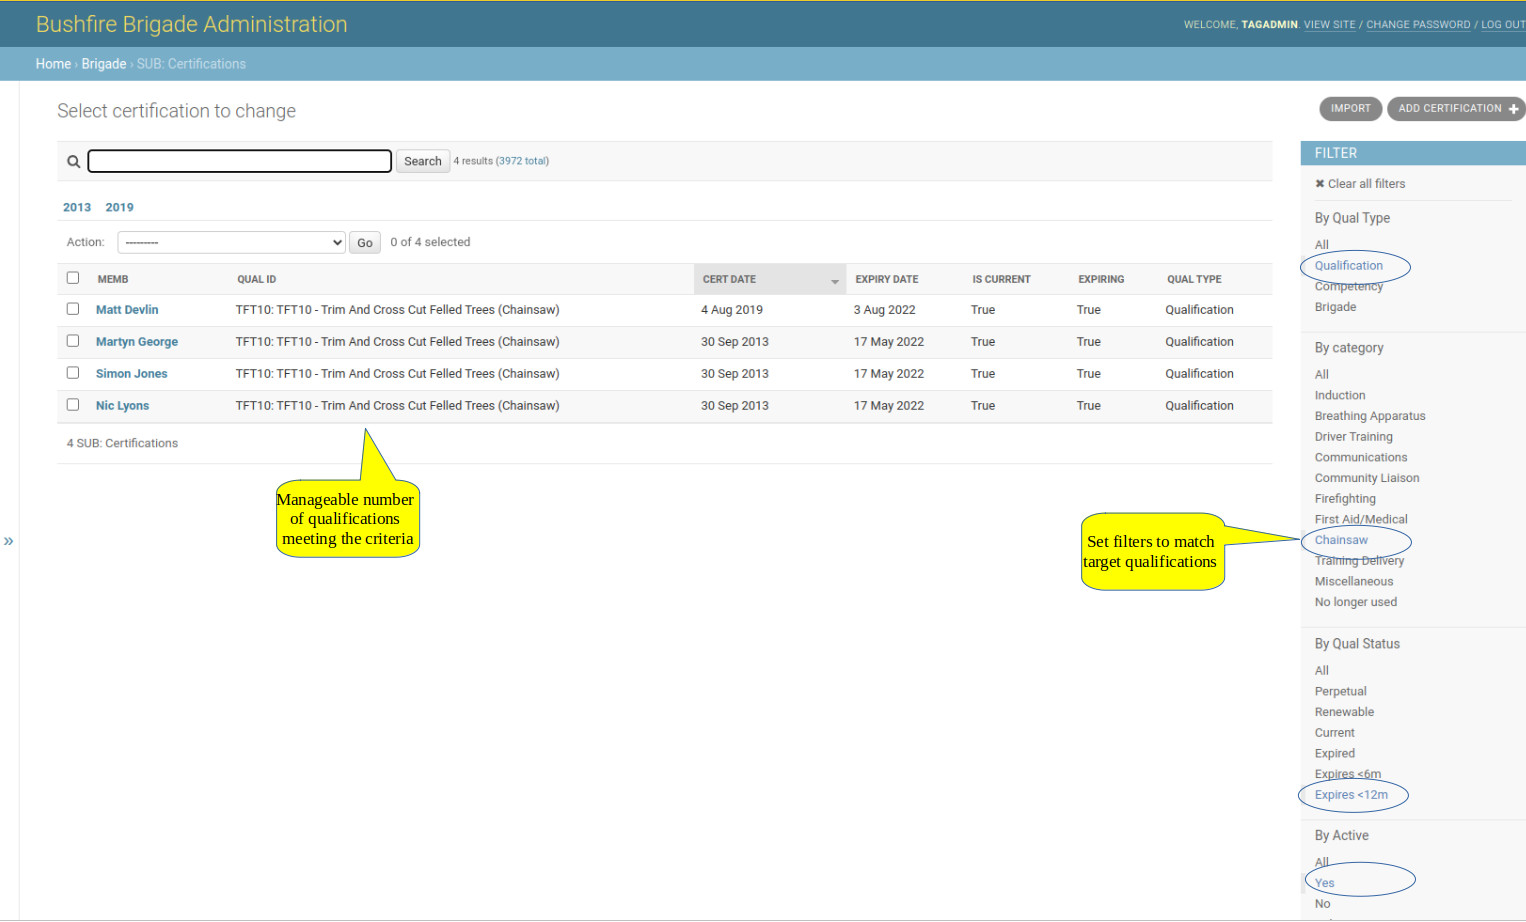 Bushfire Brigade Administration
WELCOME, TAGADMIN. VIEW SITE / CHANGE PASSWORD / LOG OUT
Home › Brigade › SUB: Certifications
Select certification to change
IMPORT
ADD CERTIFICATION +
Search 4 results (3972 total)
2013 2019
Action: --------- Go 0 of 4 selected
MEMB QUAL ID CERT DATE EXPIRY DATE IS CURRENT EXPIRING QUAL TYPE
Matt Devlin TFT10: TFT10 - Trim And Cross Cut Felled Trees (Chainsaw) 4 Aug 2019 3 Aug 2022 True True Qualification
Martyn George TFT10: TFT10 - Trim And Cross Cut Felled Trees (Chainsaw) 30 Sep 2013 17 May 2022 True True Qualification
Simon Jones TFT10: TFT10 - Trim And Cross Cut Felled Trees (Chainsaw) 30 Sep 2013 17 May 2022 True True Qualification
Nic Lyons TFT10: TFT10 - Trim And Cross Cut Felled Trees (Chainsaw) 30 Sep 2013 17 May 2022 True True Qualification
4 SUB: Certifications
Manageable number
of qualifications
meeting the criteria
»
Set filters to match
target qualifications
FILTER
✖ Clear all filters
By Qual Type
All
Qualification
Competency
Brigade
By category
All
Induction
Breathing Apparatus
Driver Training
Communications
Community Liaison
Firefighting
First Aid/Medical
Chainsaw
Training Delivery
Miscellaneous
No longer used
By Qual Status
All
Perpetual
Renewable
Current
Expired
Expires <6m
Expires <12m
By Active
All
Yes
No